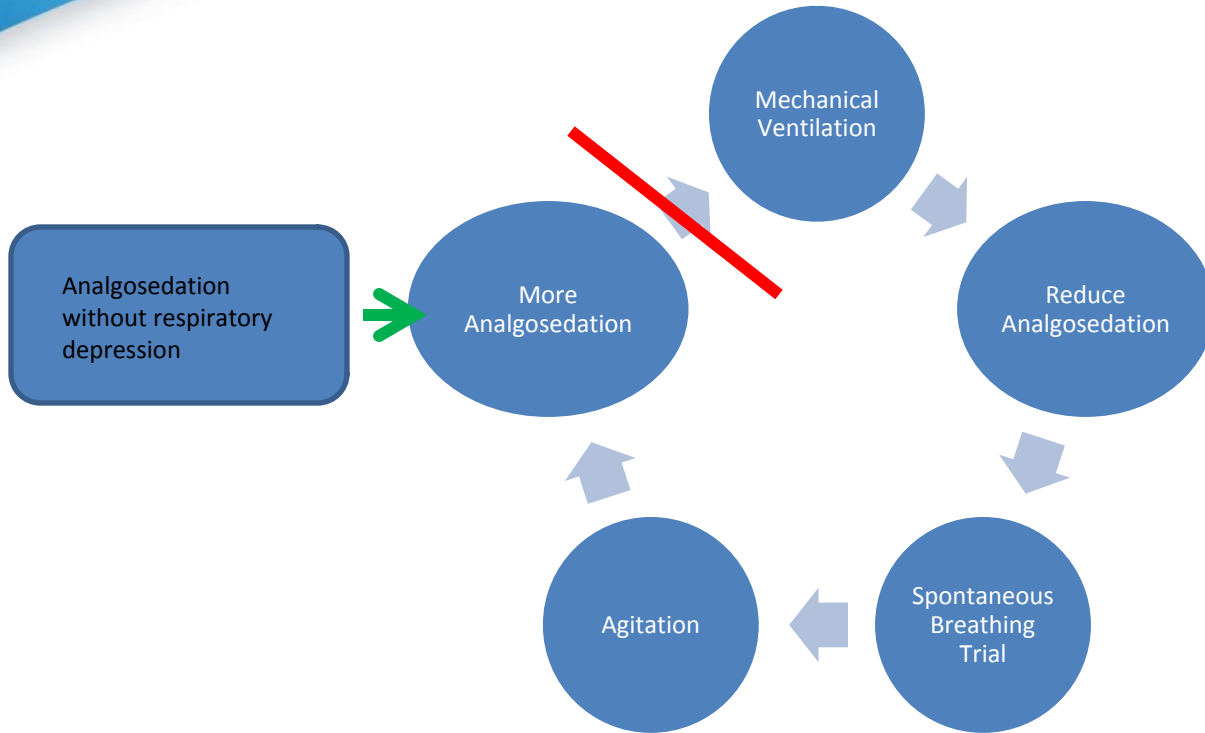 Mechanical
Ventilation
Reduce
Analgosedation
Spontaneous
Breathing
Trial
Agitation
More
Analgosedation
Analgosedation
without respiratory
depression